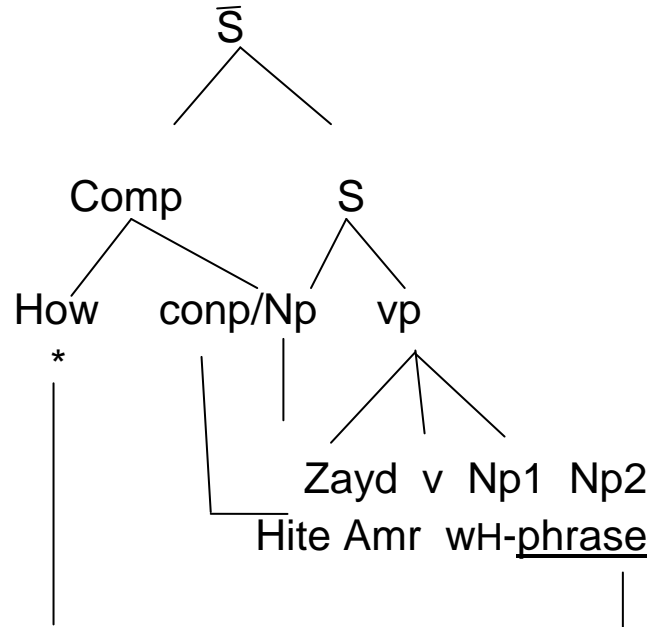 S̅
Comp S
How conp/Np vp
*
Zayd v Np1 Np2
Hite Amr wH-phrase